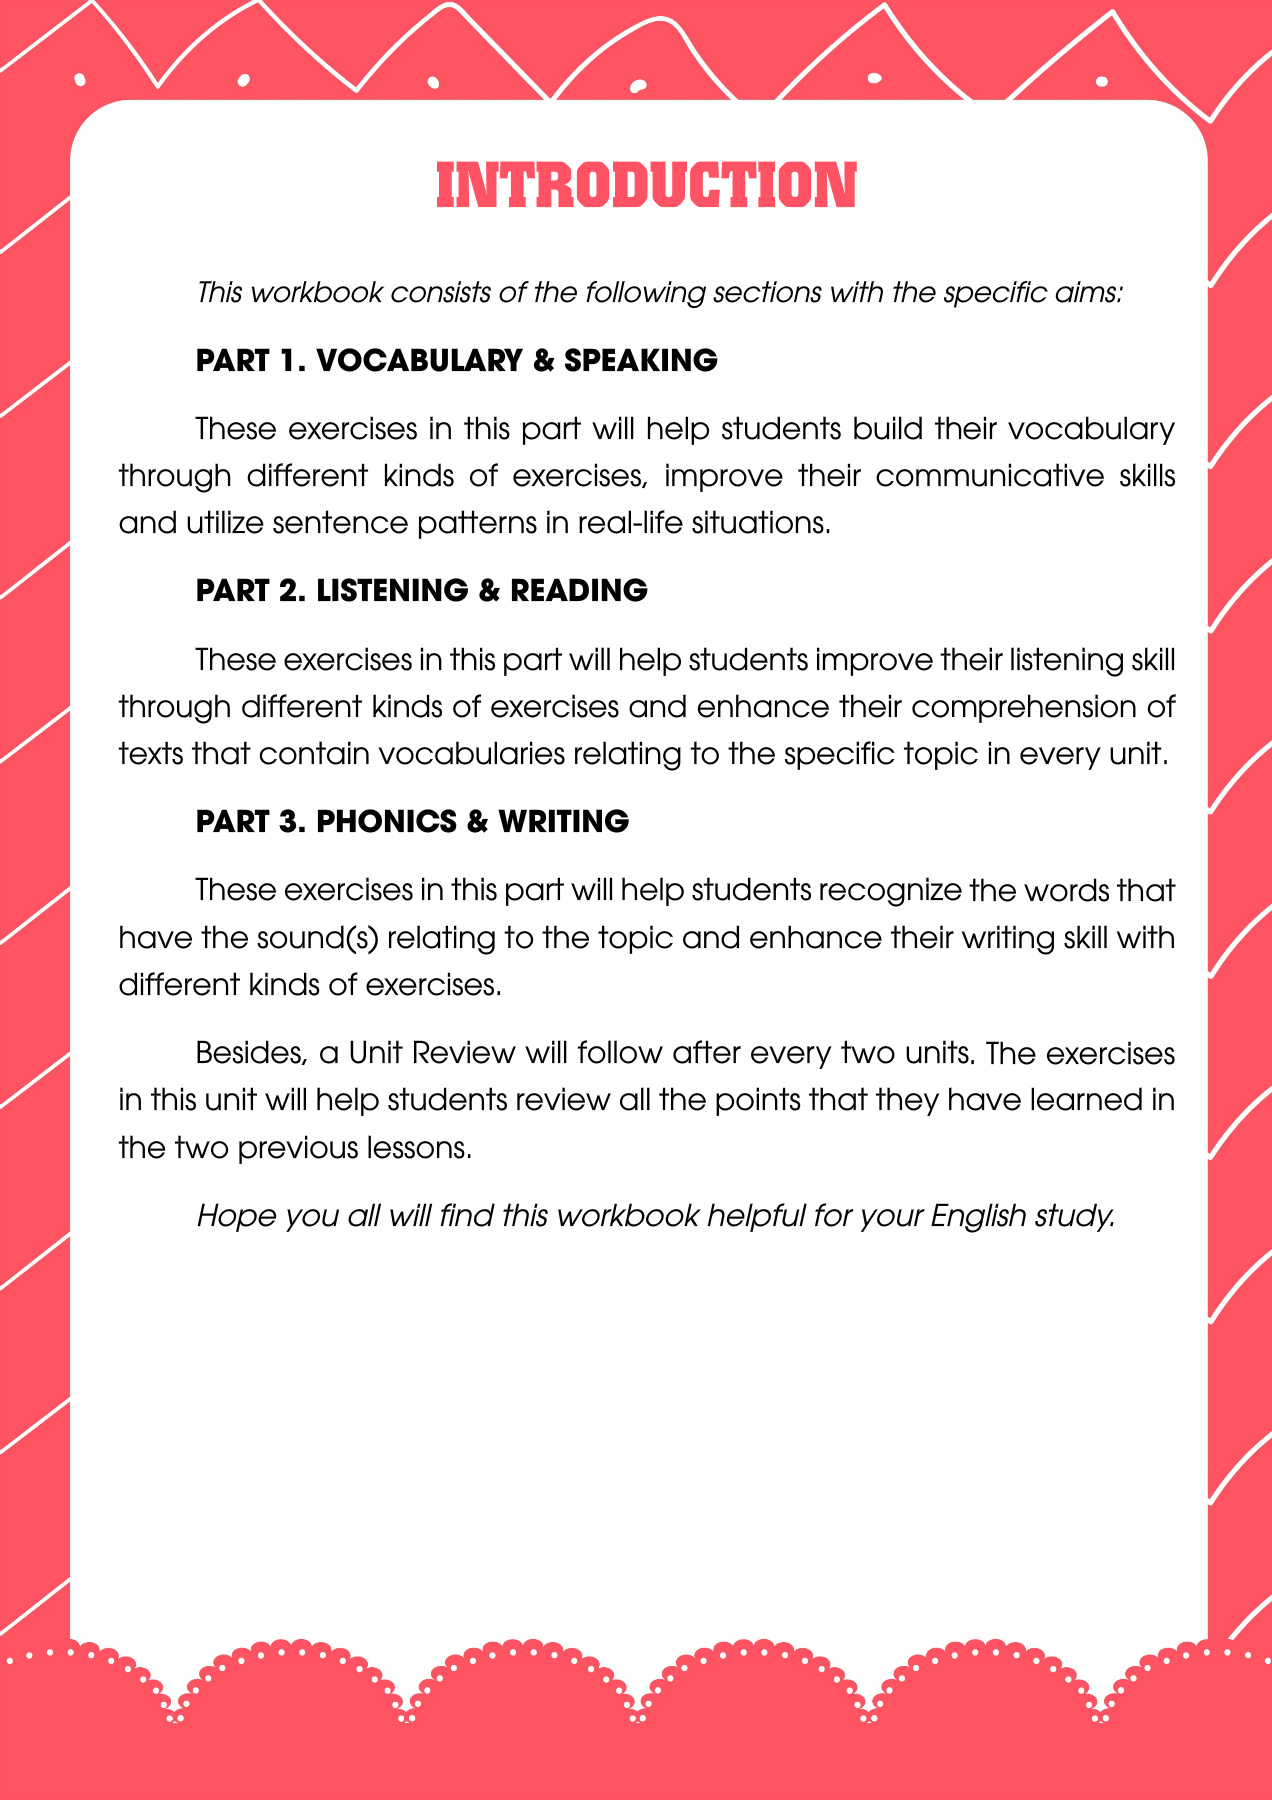 INTRODUCTION
This workbook consists of the following sections with the specific aims:
PART 1. VOCABULARY & SPEAKING
These exercises in this part will help students build their vocabulary
through different kinds of exercises, improve their communicative skills
and utilize sentence patterns in real-life situations.
PART 2. LISTENING & READING
These exercises in this part will help students improve their listening skill
through different kinds of exercises and enhance their comprehension of
texts that contain vocabularies relating to the specific topic in every unit.
PART 3. PHONICS & WRITING
These exercises in this part will help students recognize the words that
have the sound(s) relating to the topic and enhance their writing skill with
different kinds of exercises.
Besides, a Unit Review will follow after every two units. The exercises
in this unit will help students review all the points that they have learned in
the two previous lessons.
Hope you all will find this workbook helpful for your English study.